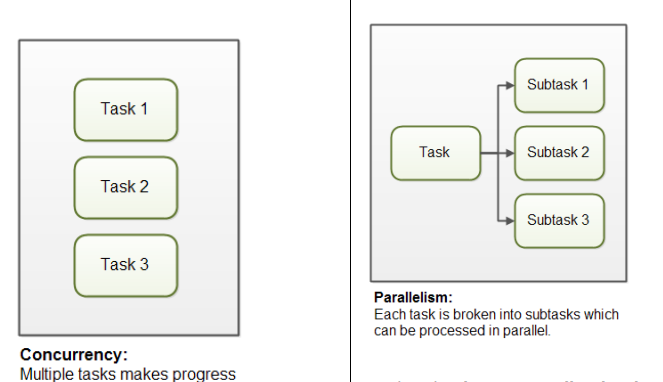 Task 1
Task 2
Task 3
Concurrency:
Multiple tasks makes progress
Task
Subtask 1
Subtask 2
Subtask 3
Parallelism:
Each task is broken into subtasks which
can be processed in parallel.